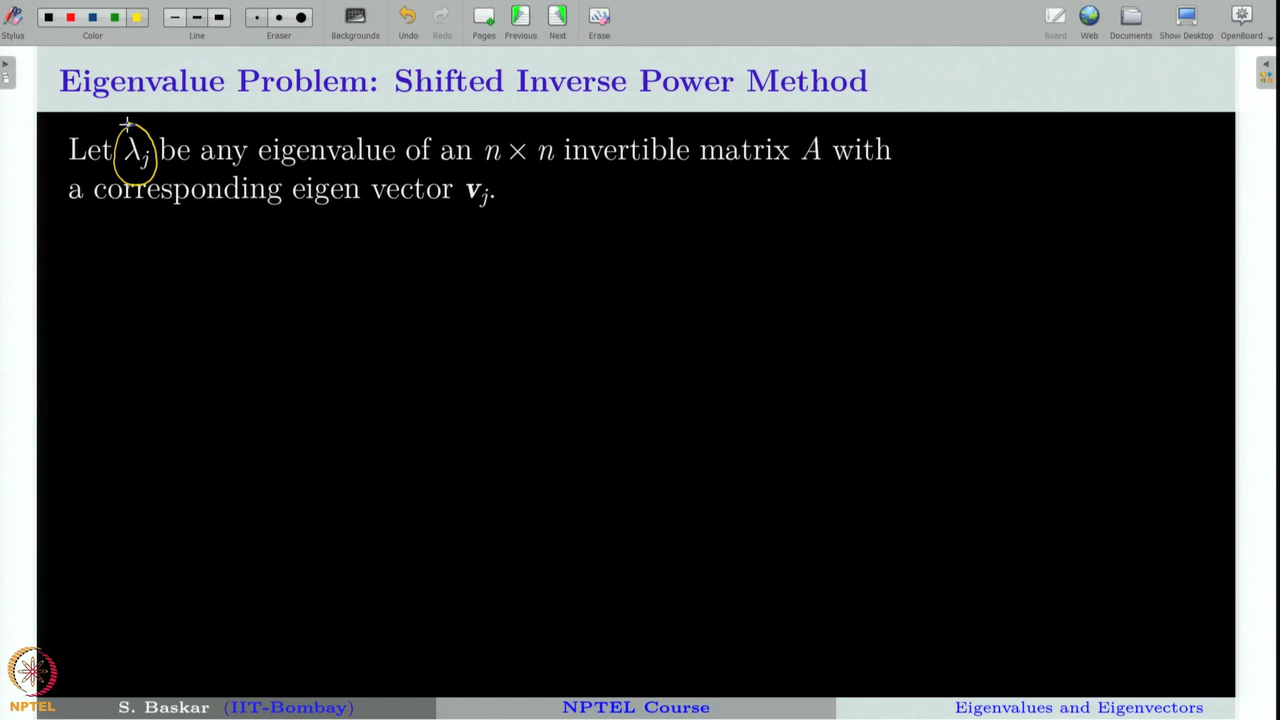 Stylus
Color
Line
Eraser
Backgrounds
Undo
Redo
Pages
Previous
Next
Erase
Board
Web
Documents
Show Desktop
OpenBoard
Eigenvalue Problem: Shifted Inverse Power Method
Let λj be any eigenvalue of an n × n invertible matrix A with
a corresponding eigen vector vj.
NPTEL
S. Baskar (IIT-Bombay)
NPTEL Course
Eigenvalues and Eigenvectors